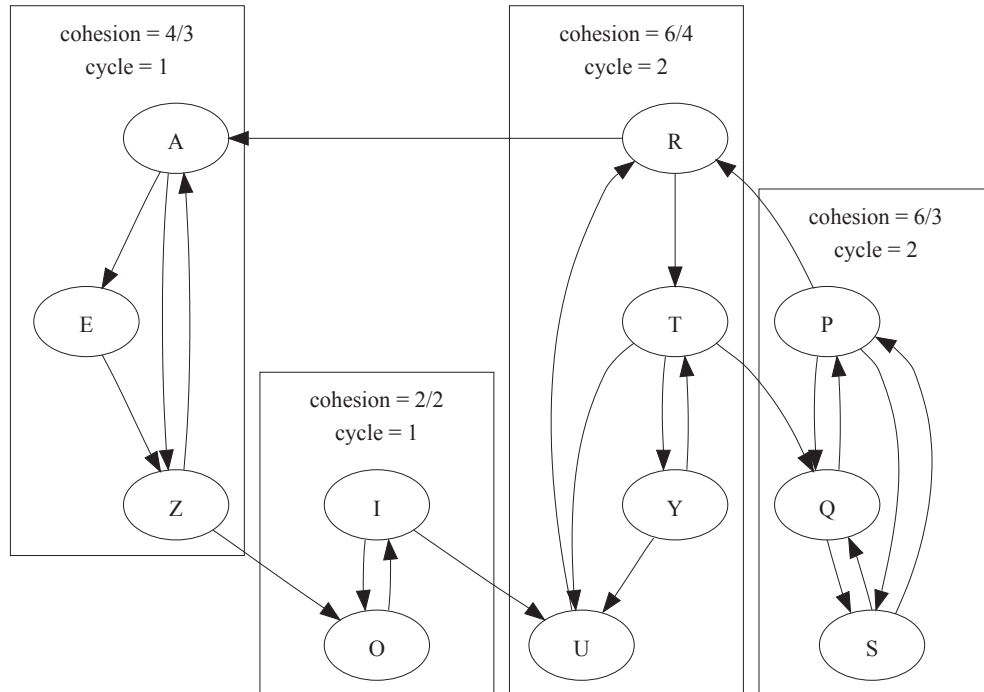 cohesion = 4/3
cycle = 1
A
E
Z
cohesion = 2/2
cycle = 1
I
O
cohesion = 6/4
cycle = 2
R
T
Y
U
cohesion = 6/3
cycle = 2
P
Q
S